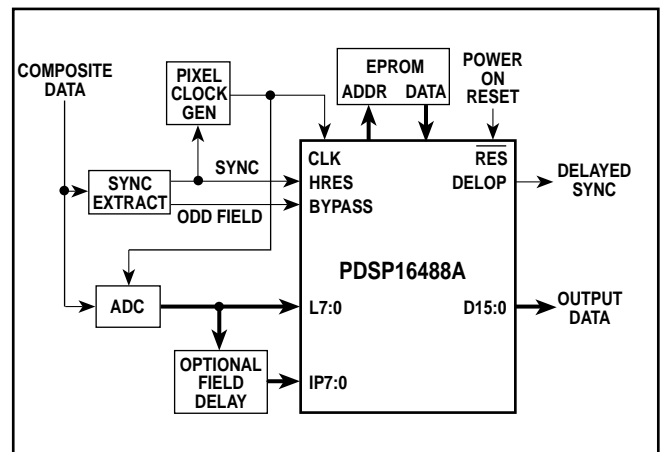 COMPOSITE
DATA
PIXEL
CLOCK
GEN
EPROM
ADDR DATA
POWER
ON
RESET
SYNC
EXTRACT
SYNC
ODD FIELD
CLK
HRES
BYPASS
RES
DELOP
DELAYED
SYNC
PDSP16488A
ADC
L7:0
D15:0
OUTPUT
DATA
OPTIONAL
FIELD
DELAY
IP7:0